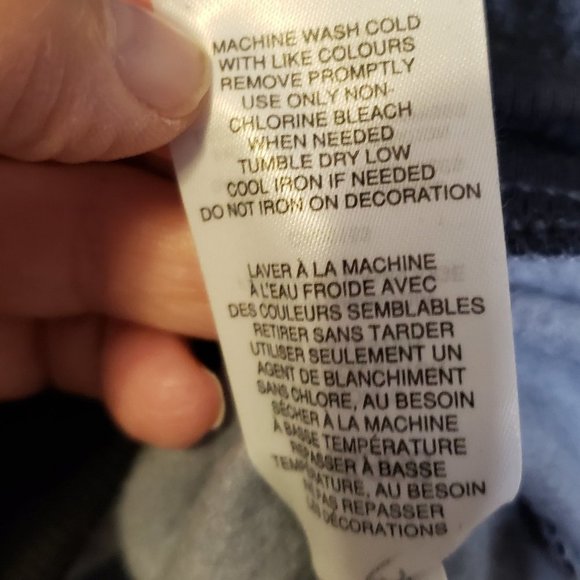 MACHINE WASH COLD
WITH LIKE COLOURS
REMOVE PROMPTLY
USE ONLY NON-
CHLORINE BLEACH
WHEN NEEDED
TUMBLE DRY LOW
COOL IRON IF NEEDED
DO NOT IRON ON DECORATION
LAVER À LA MACHINE
À L'EAU FROIDE AVEC
DES COULEURS SEMBLABLES
RETIRER SANS TARDER
UTILISER SEULEMENT UN
AGENT DE BLANCHIMENT
SANS CHLORE, AU BESOIN
SÉCHER À LA MACHINE
À BASSE TEMPÉRATURE
REPASSER À BASSE
TEMPÉRATURE, AU BESOIN
NE PAS REPASSER
LES DÉCORATIONS